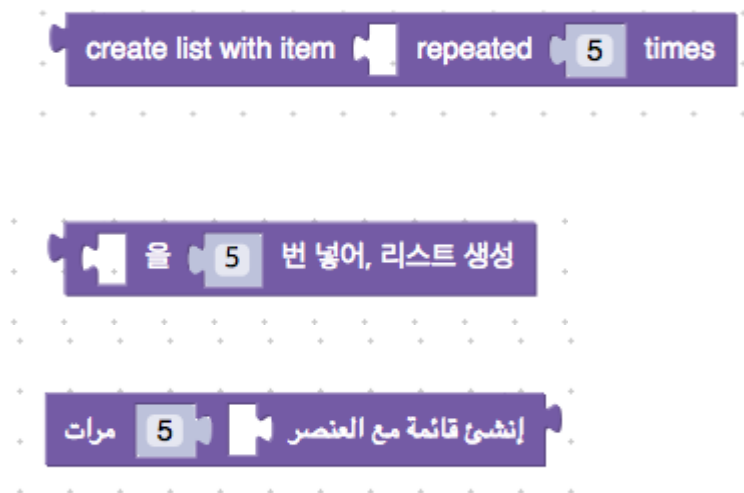 create list with item repeated 5 times
을 5 번 넣어, 리스트 생성
إنشئ قائمة مع العنصر 5 مرات